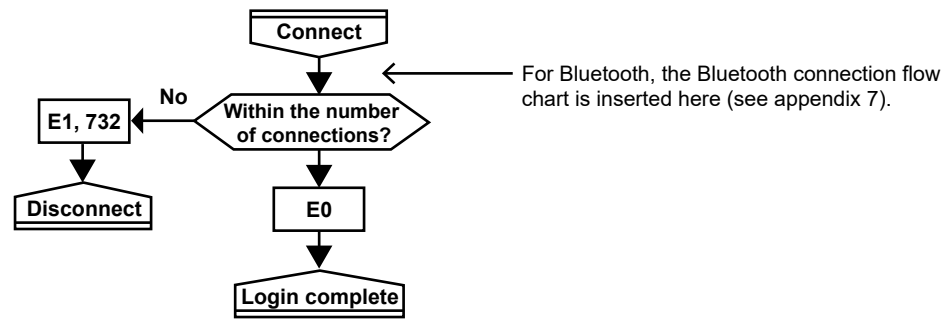 Connect
For Bluetooth, the Bluetooth connection flow
chart is inserted here (see appendix 7).
No
Within the number
of connections?
E1, 732
Disconnect
E0
Login complete